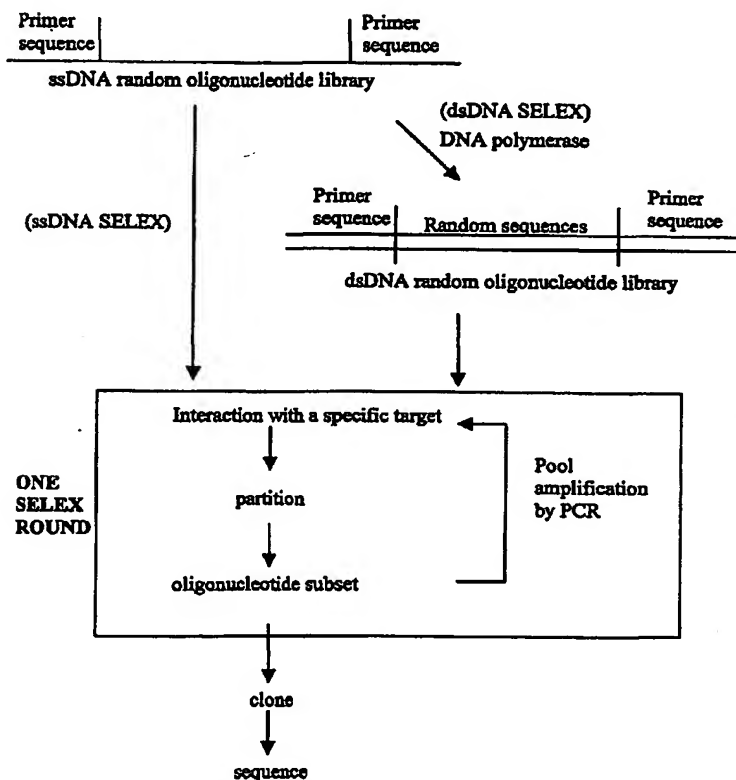 Primer
sequence
Primer
sequence
ssDNA random oligonucleotide library
(dsDNA SELEX)
DNA polymerase
(ssDNA SELEX)
Primer
sequence
Random sequences
Primer
sequence
dsDNA random oligonucleotide library
Interaction with a specific target
ONE
SELEX
ROUND
partition
Pool
amplification
by PCR
oligonucleotide subset
clone
sequence